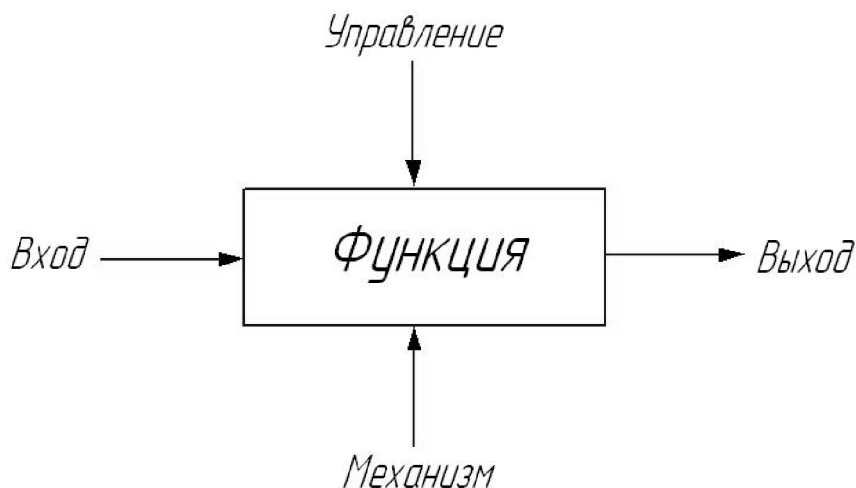 Управление
Вход
Функция
Выход
Механизм